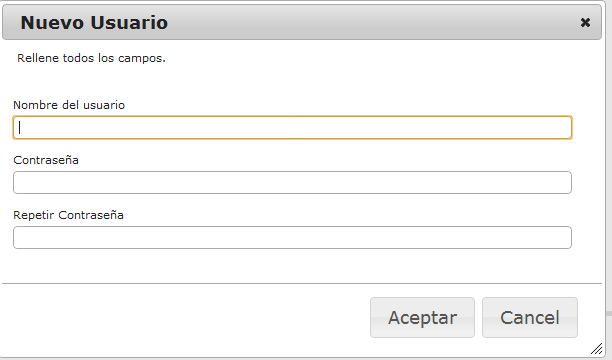 Nuevo Usuario
Rellene todos los campos.
Nombre del usuario
Contraseña
Repetir Contraseña
Aceptar Cancel